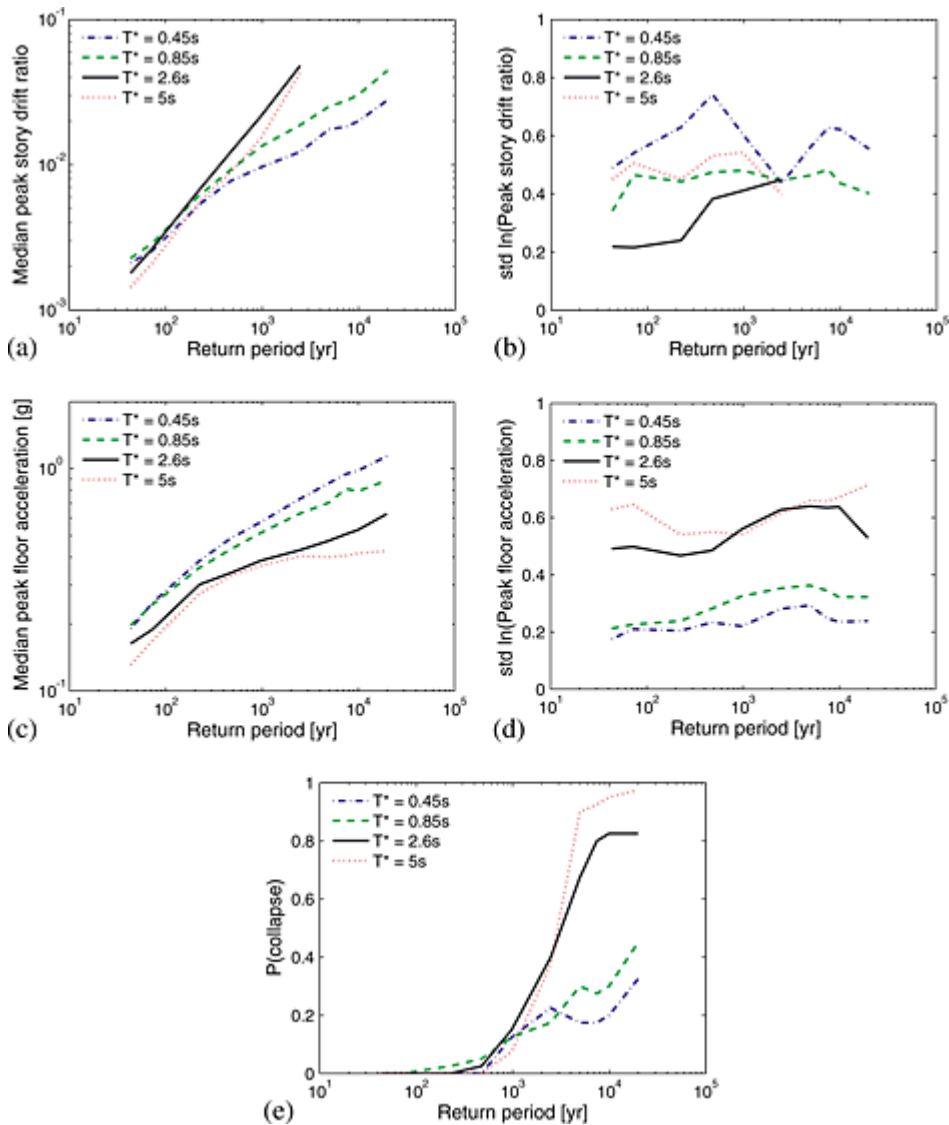 Median peak story drift ratio
10^-1
10^-2
10^-3
T* = 0.45s
T* = 0.85s
T* = 2.6s
T* = 5s
10^1 10^2 10^3 10^4 10^5
Return period [yr]
(a)
std ln(Peak story drift ratio)
1
0.8
0.6
0.4
0.2
0
T* = 0.45s
T* = 0.85s
T* = 2.6s
T* = 5s
10^1 10^2 10^3 10^4 10^5
Return period [yr]
(b)
Median peak floor acceleration [g]
10^0
10^-1
T* = 0.45s
T* = 0.85s
T* = 2.6s
T* = 5s
10^1 10^2 10^3 10^4 10^5
Return period [yr]
(c)
std ln(Peak floor acceleration)
1
0.8
0.6
0.4
0.2
0
T* = 0.45s
T* = 0.85s
T* = 2.6s
T* = 5s
10^1 10^2 10^3 10^4 10^5
Return period [yr]
(d)
P(collapse)
1
0.8
0.6
0.4
0.2
0
T* = 0.45s
T* = 0.85s
T* = 2.6s
T* = 5s
10^1 10^2 10^3 10^4 10^5
Return period [yr]
(e)